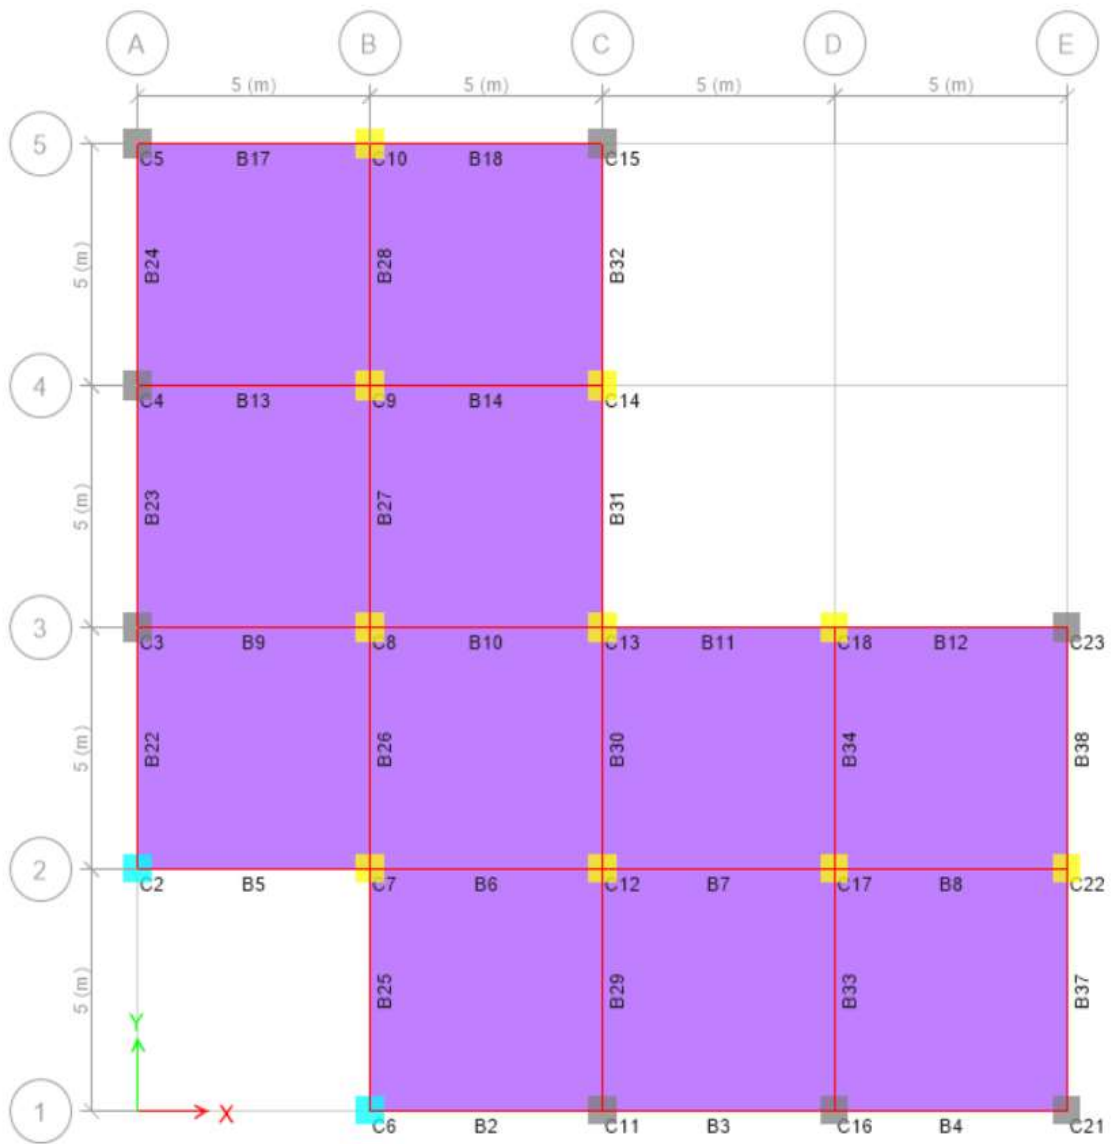 A B C D E
5 (m) 5 (m) 5 (m) 5 (m)
5
C5 B17 C10 B18 C15
5 (m) B24 B28 B32
4
C4 B13 C9 B14 C14
5 (m) B23 B27 B31
3
C3 B9 C8 B10 C13 B11 C18 B12 C23
5 (m) B22 B26 B30 B34 B38
2
C2 B5 C7 B6 C12 B7 C17 B8 C22
5 (m) B25 B29 B33 B37
Y
1 X
C6 B2 C11 B3 C16 B4 C21